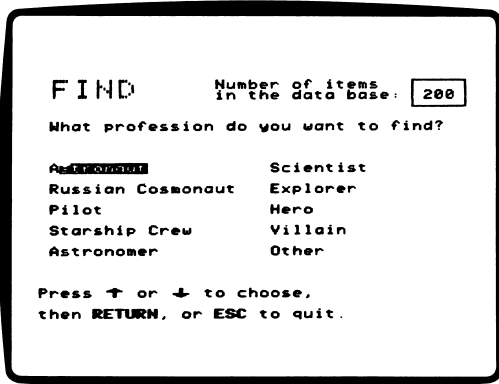 FIND
Number of items
in the data base: 200
What profession do you want to find?
Astronaut Scientist
Russian Cosmonaut Explorer
Pilot Hero
Starship Crew Villain
Astronomer Other
Press ↑ or ↓ to choose,
then RETURN, or ESC to quit.